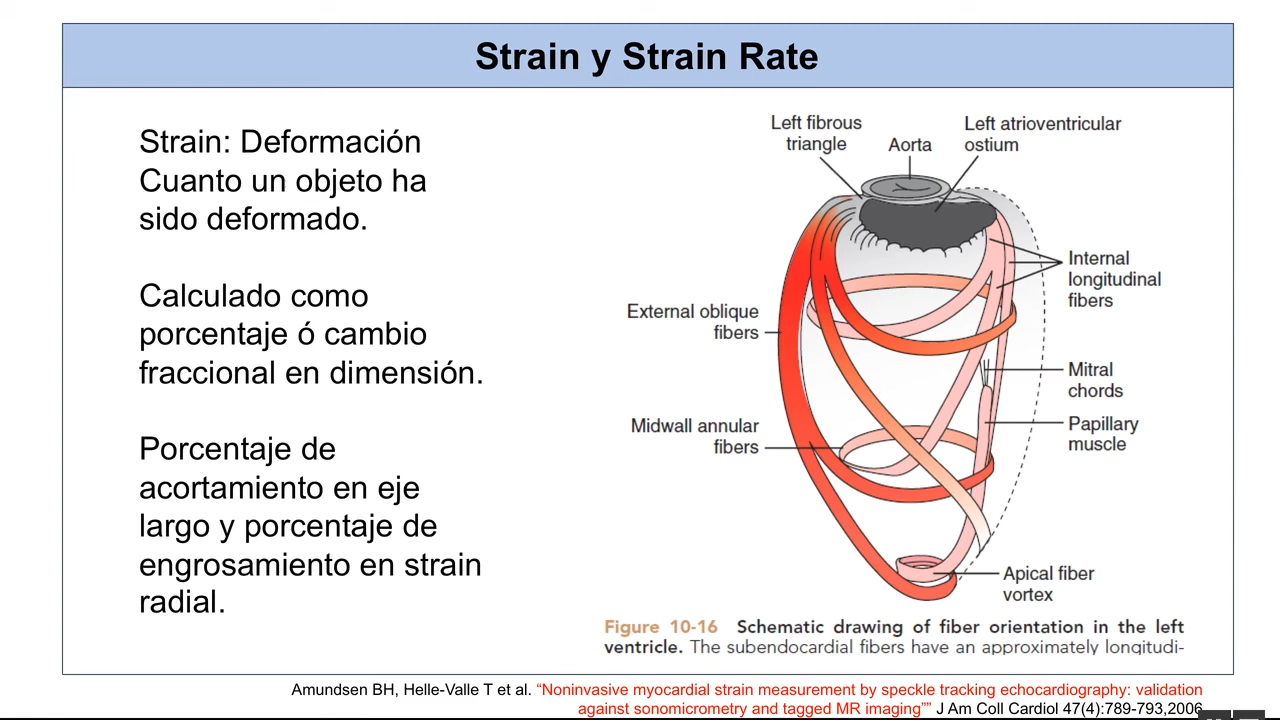 Strain y Strain Rate
Strain: Deformación
Cuanto un objeto ha
sido deformado.
Calculado como
porcentaje ó cambio
fraccional en dimensión.
Porcentaje de
acortamiento en eje
largo y porcentaje de
engrosamiento en strain
radial.
Left fibrous
triangle
Aorta
Left atrioventricular
ostium
Internal
longitudinal
fibers
External oblique
fibers
Mitral
chords
Midwall annular
fibers
Papillary
muscle
Apical fiber
vortex
Figure 10-16 Schematic drawing of fiber orientation in the left
ventricle. The subendocardial fibers have an approximately longitudi-
Amundsen BH, Helle-Valle T et al. “Noninvasive myocardial strain measurement by speckle tracking echocardiography: validation
against sonomicrometry and tagged MR imaging”” J Am Coll Cardiol 47(4):789-793,2006